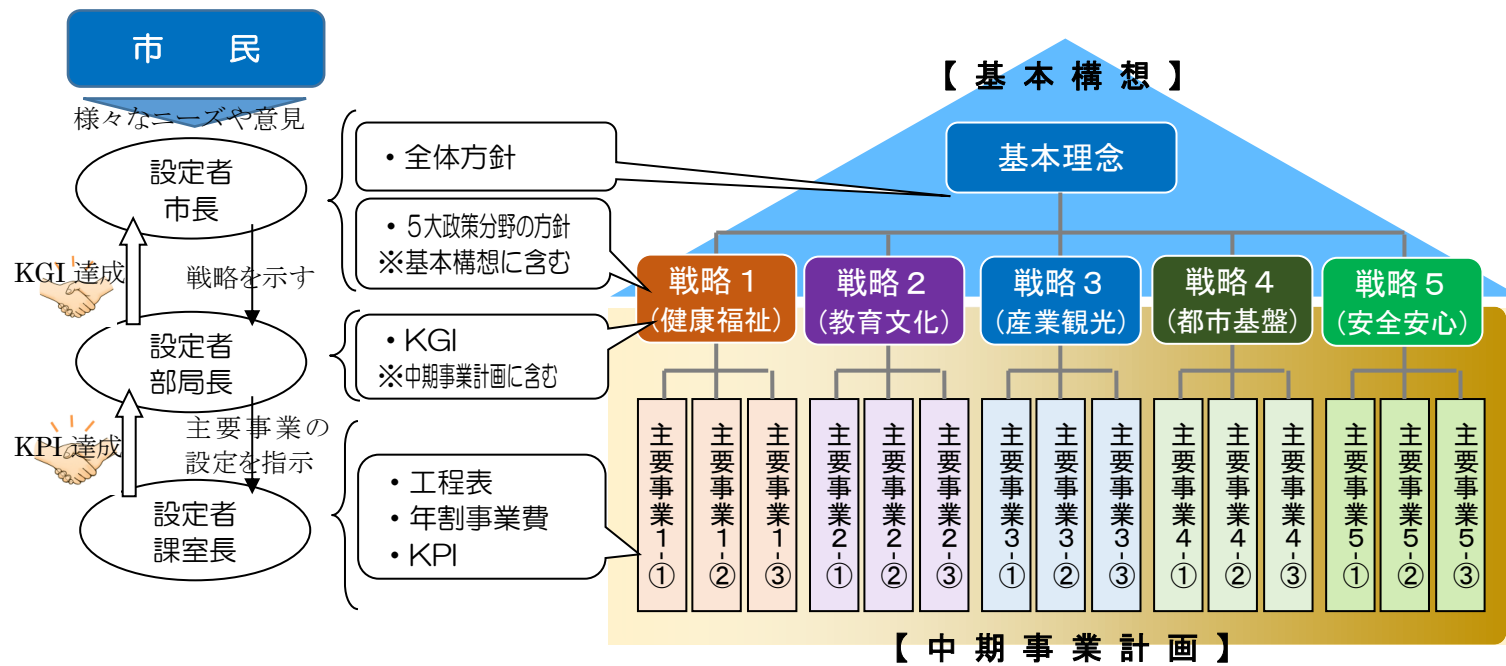 市　民
様々なニーズや意見
設定者
市長
KGI 達成
戦略を示す
設定者
部局長
KPI 達成
主要事業の
設定を指示
設定者
課室長
・全体方針
・５大政策分野の方針
※基本構想に含む
・KGI
※中期事業計画に含む
・工程表
・年割事業費
・KPI
【 基 本 構 想 】
基本理念
戦略１
（健康福祉）
戦略２
（教育文化）
戦略３
（産業観光）
戦略４
（都市基盤）
戦略５
（安全安心）
主要事業１-①
主要事業１-②
主要事業１-③
主要事業２-①
主要事業２-②
主要事業２-③
主要事業３-①
主要事業３-②
主要事業３-③
主要事業４-①
主要事業４-②
主要事業４-③
主要事業５-①
主要事業５-②
主要事業５-③
【 中 期 事 業 計 画 】